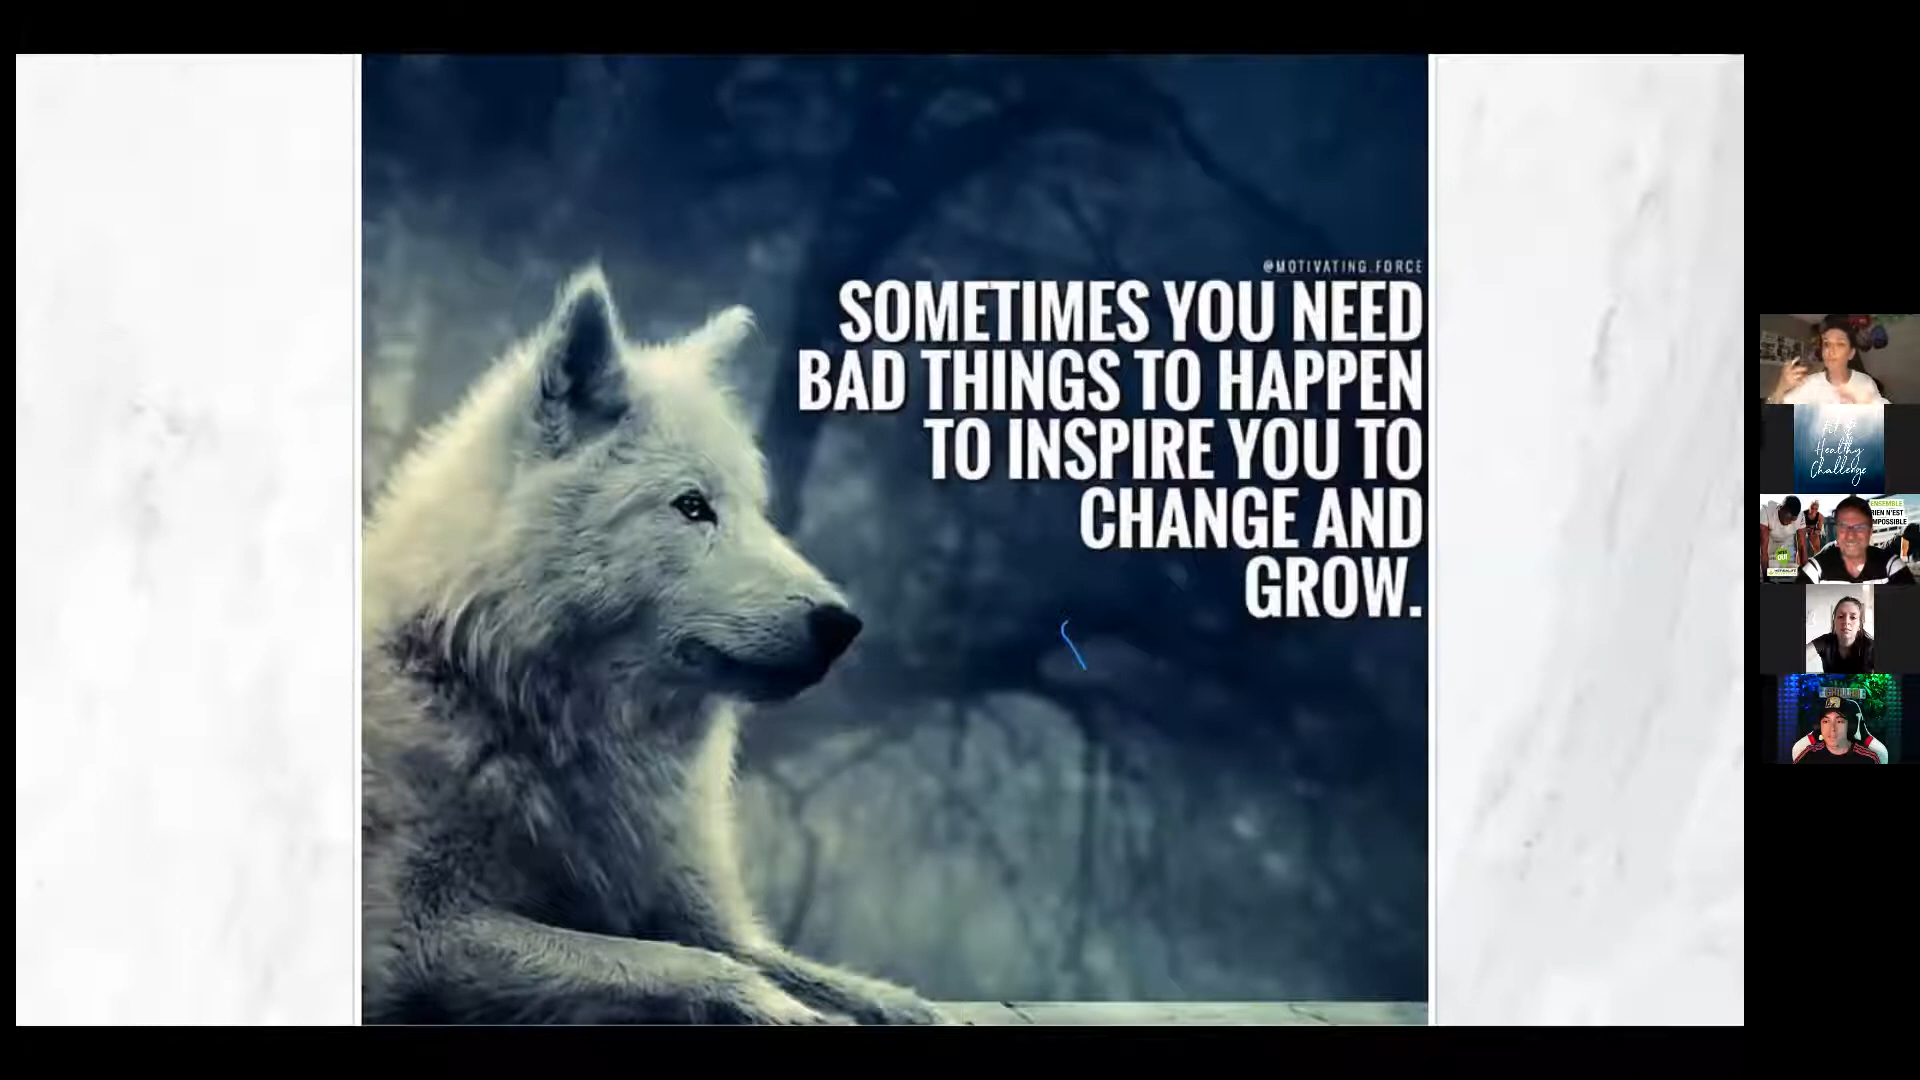 @MOTIVATING.FORCE
SOMETIMES YOU NEED
BAD THINGS TO HAPPEN
TO INSPIRE YOU TO
CHANGE AND
GROW.
Healthy
Challenge
ENSEMBLE
RIEN N'EST
IMPOSSIBLE